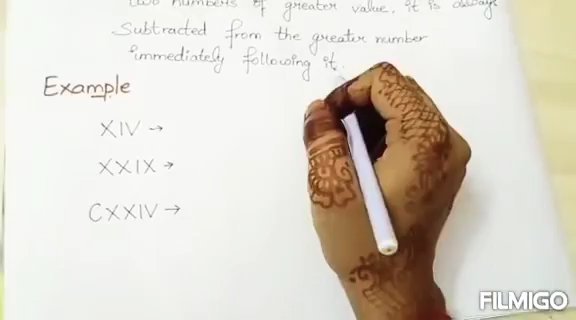 two numbers of greater value, it is always
Subtracted from the greater number
immediately following it.
Example
XIV →
XXIX →
CXXIV →
FILMIGO